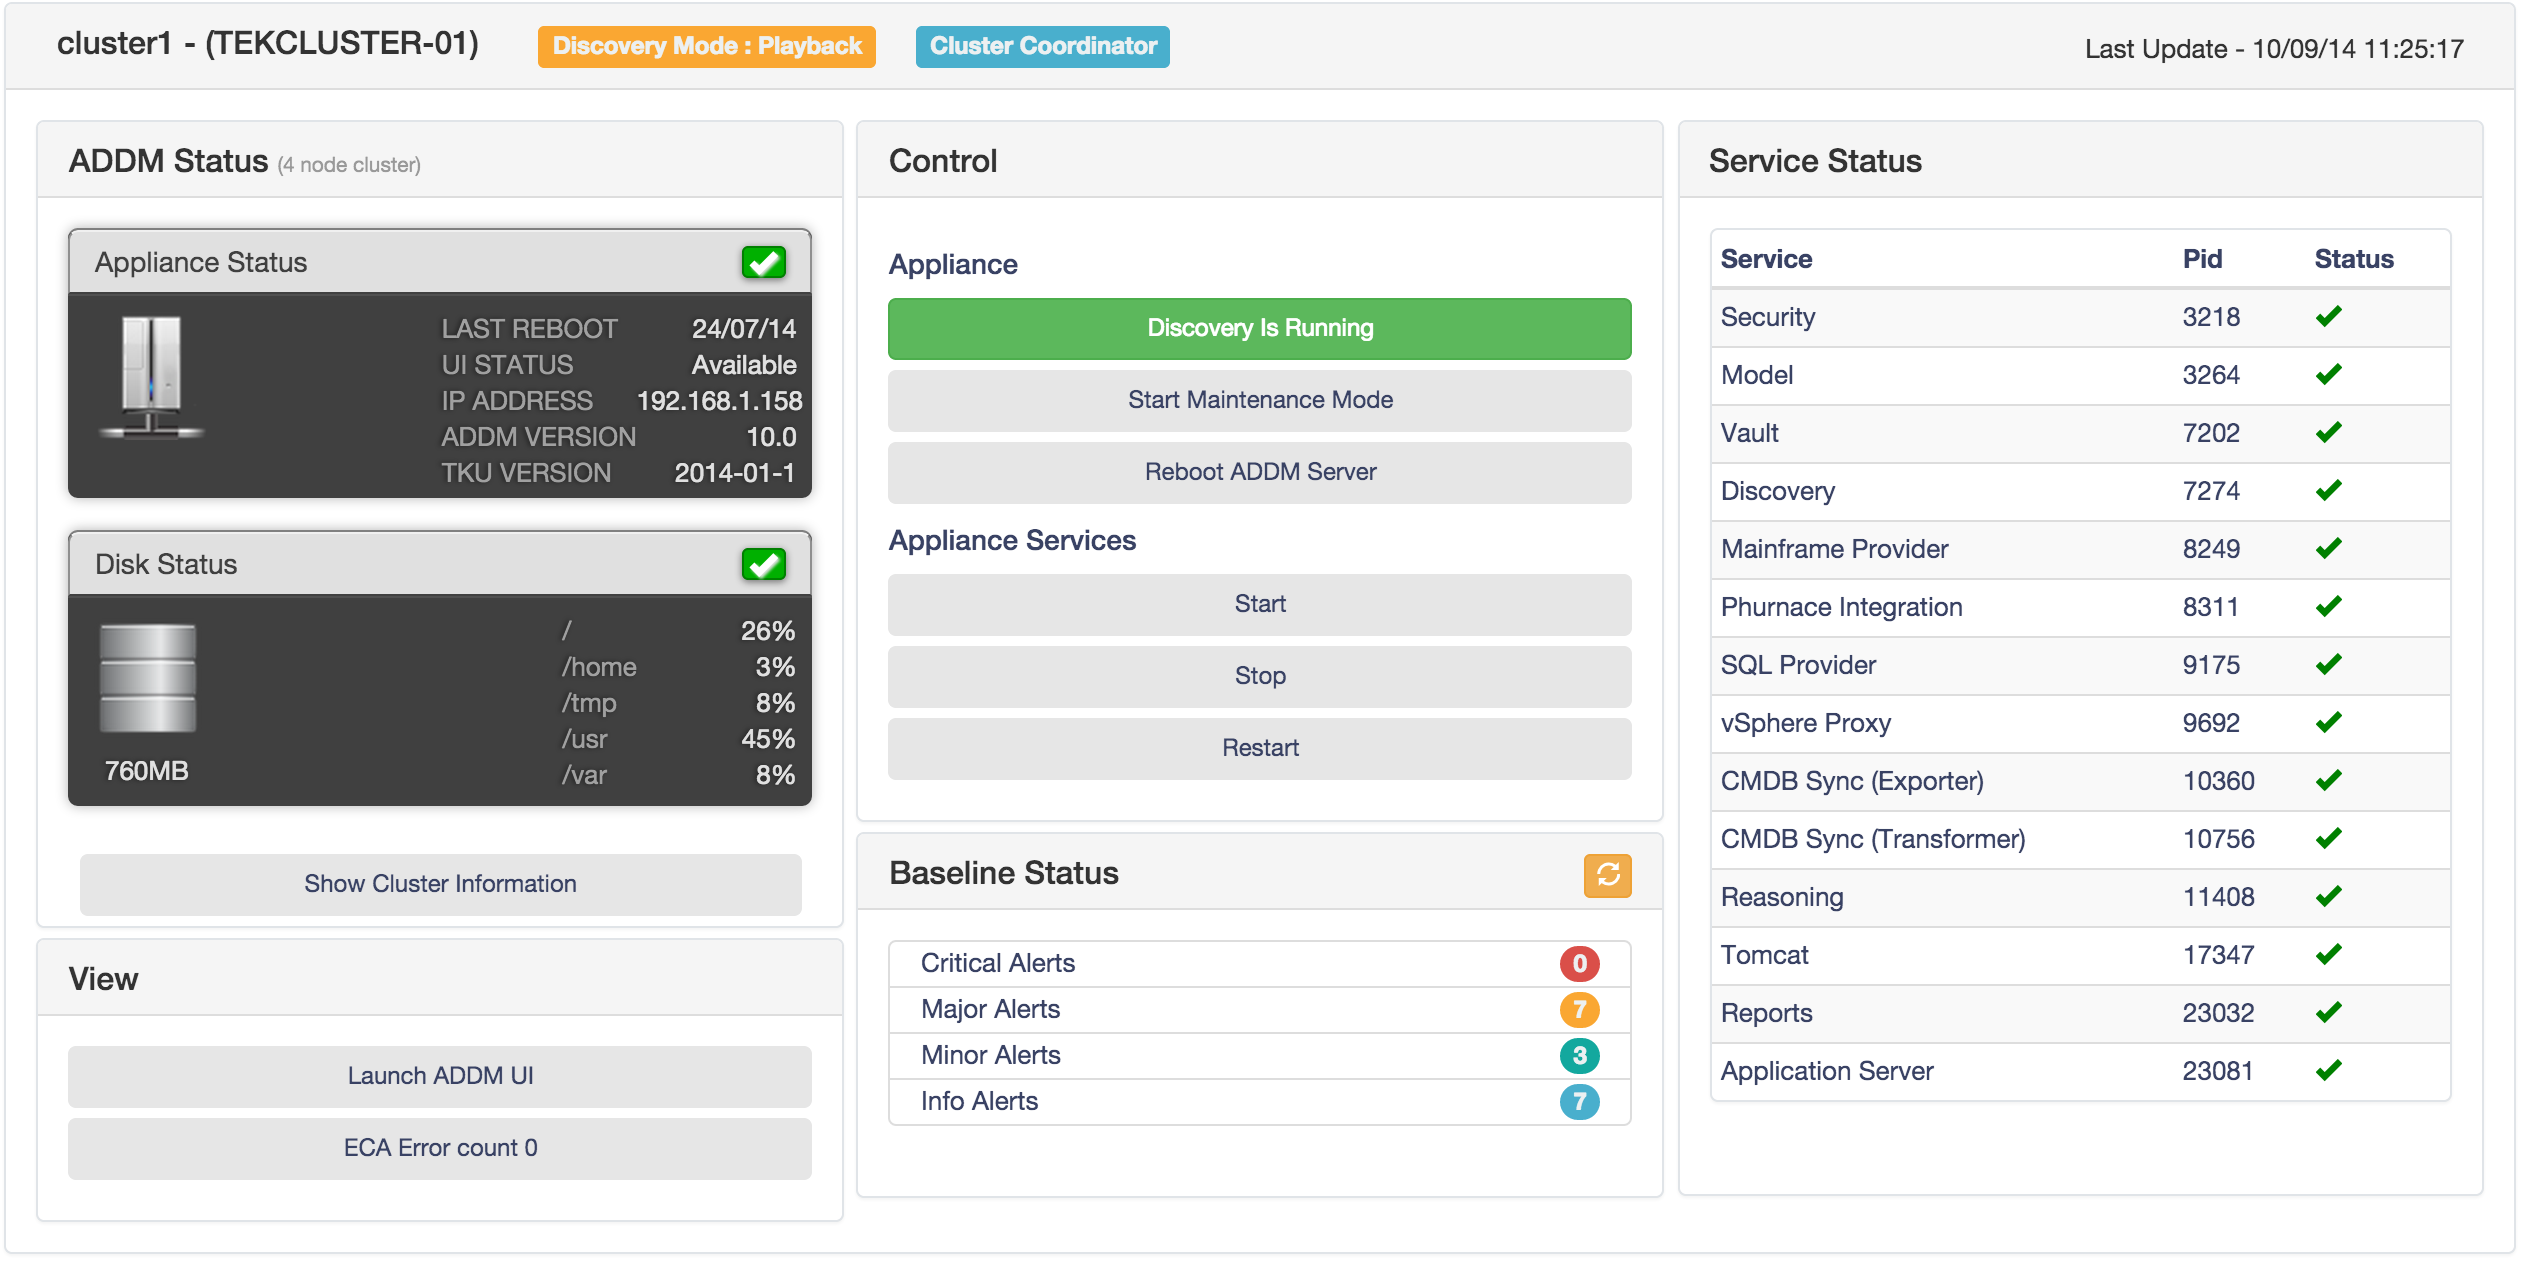 cluster1 - (TEKCLUSTER-01)
Discovery Mode : Playback
Cluster Coordinator
Last Update - 10/09/14 11:25:17
ADDM Status (4 node cluster)
Appliance Status
LAST REBOOT 24/07/14
UI STATUS Available
IP ADDRESS 192.168.1.158
ADDM VERSION 10.0
TKU VERSION 2014-01-1
Disk Status
/ 26%
/home 3%
/tmp 8%
/usr 45%
/var 8%
760MB
Show Cluster Information
View
Launch ADDM UI
ECA Error count 0
Control
Appliance
Discovery Is Running
Start Maintenance Mode
Reboot ADDM Server
Appliance Services
Start
Stop
Restart
Baseline Status
Critical Alerts 0
Major Alerts 7
Minor Alerts 3
Info Alerts 7
Service Status
Service Pid Status
Security 3218
Model 3264
Vault 7202
Discovery 7274
Mainframe Provider 8249
Phurnace Integration 8311
SQL Provider 9175
vSphere Proxy 9692
CMDB Sync (Exporter) 10360
CMDB Sync (Transformer) 10756
Reasoning 11408
Tomcat 17347
Reports 23032
Application Server 23081